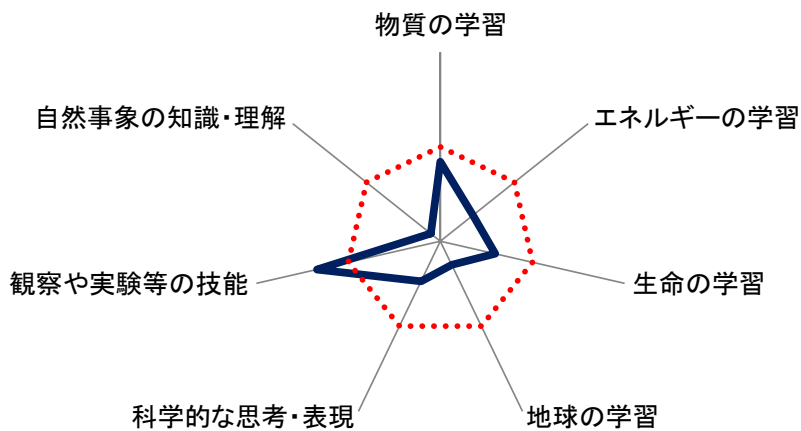 物質の学習
エネルギーの学習
生命の学習
地球の学習
科学的な思考・表現
観察や実験等の技能
自然事象の知識・理解